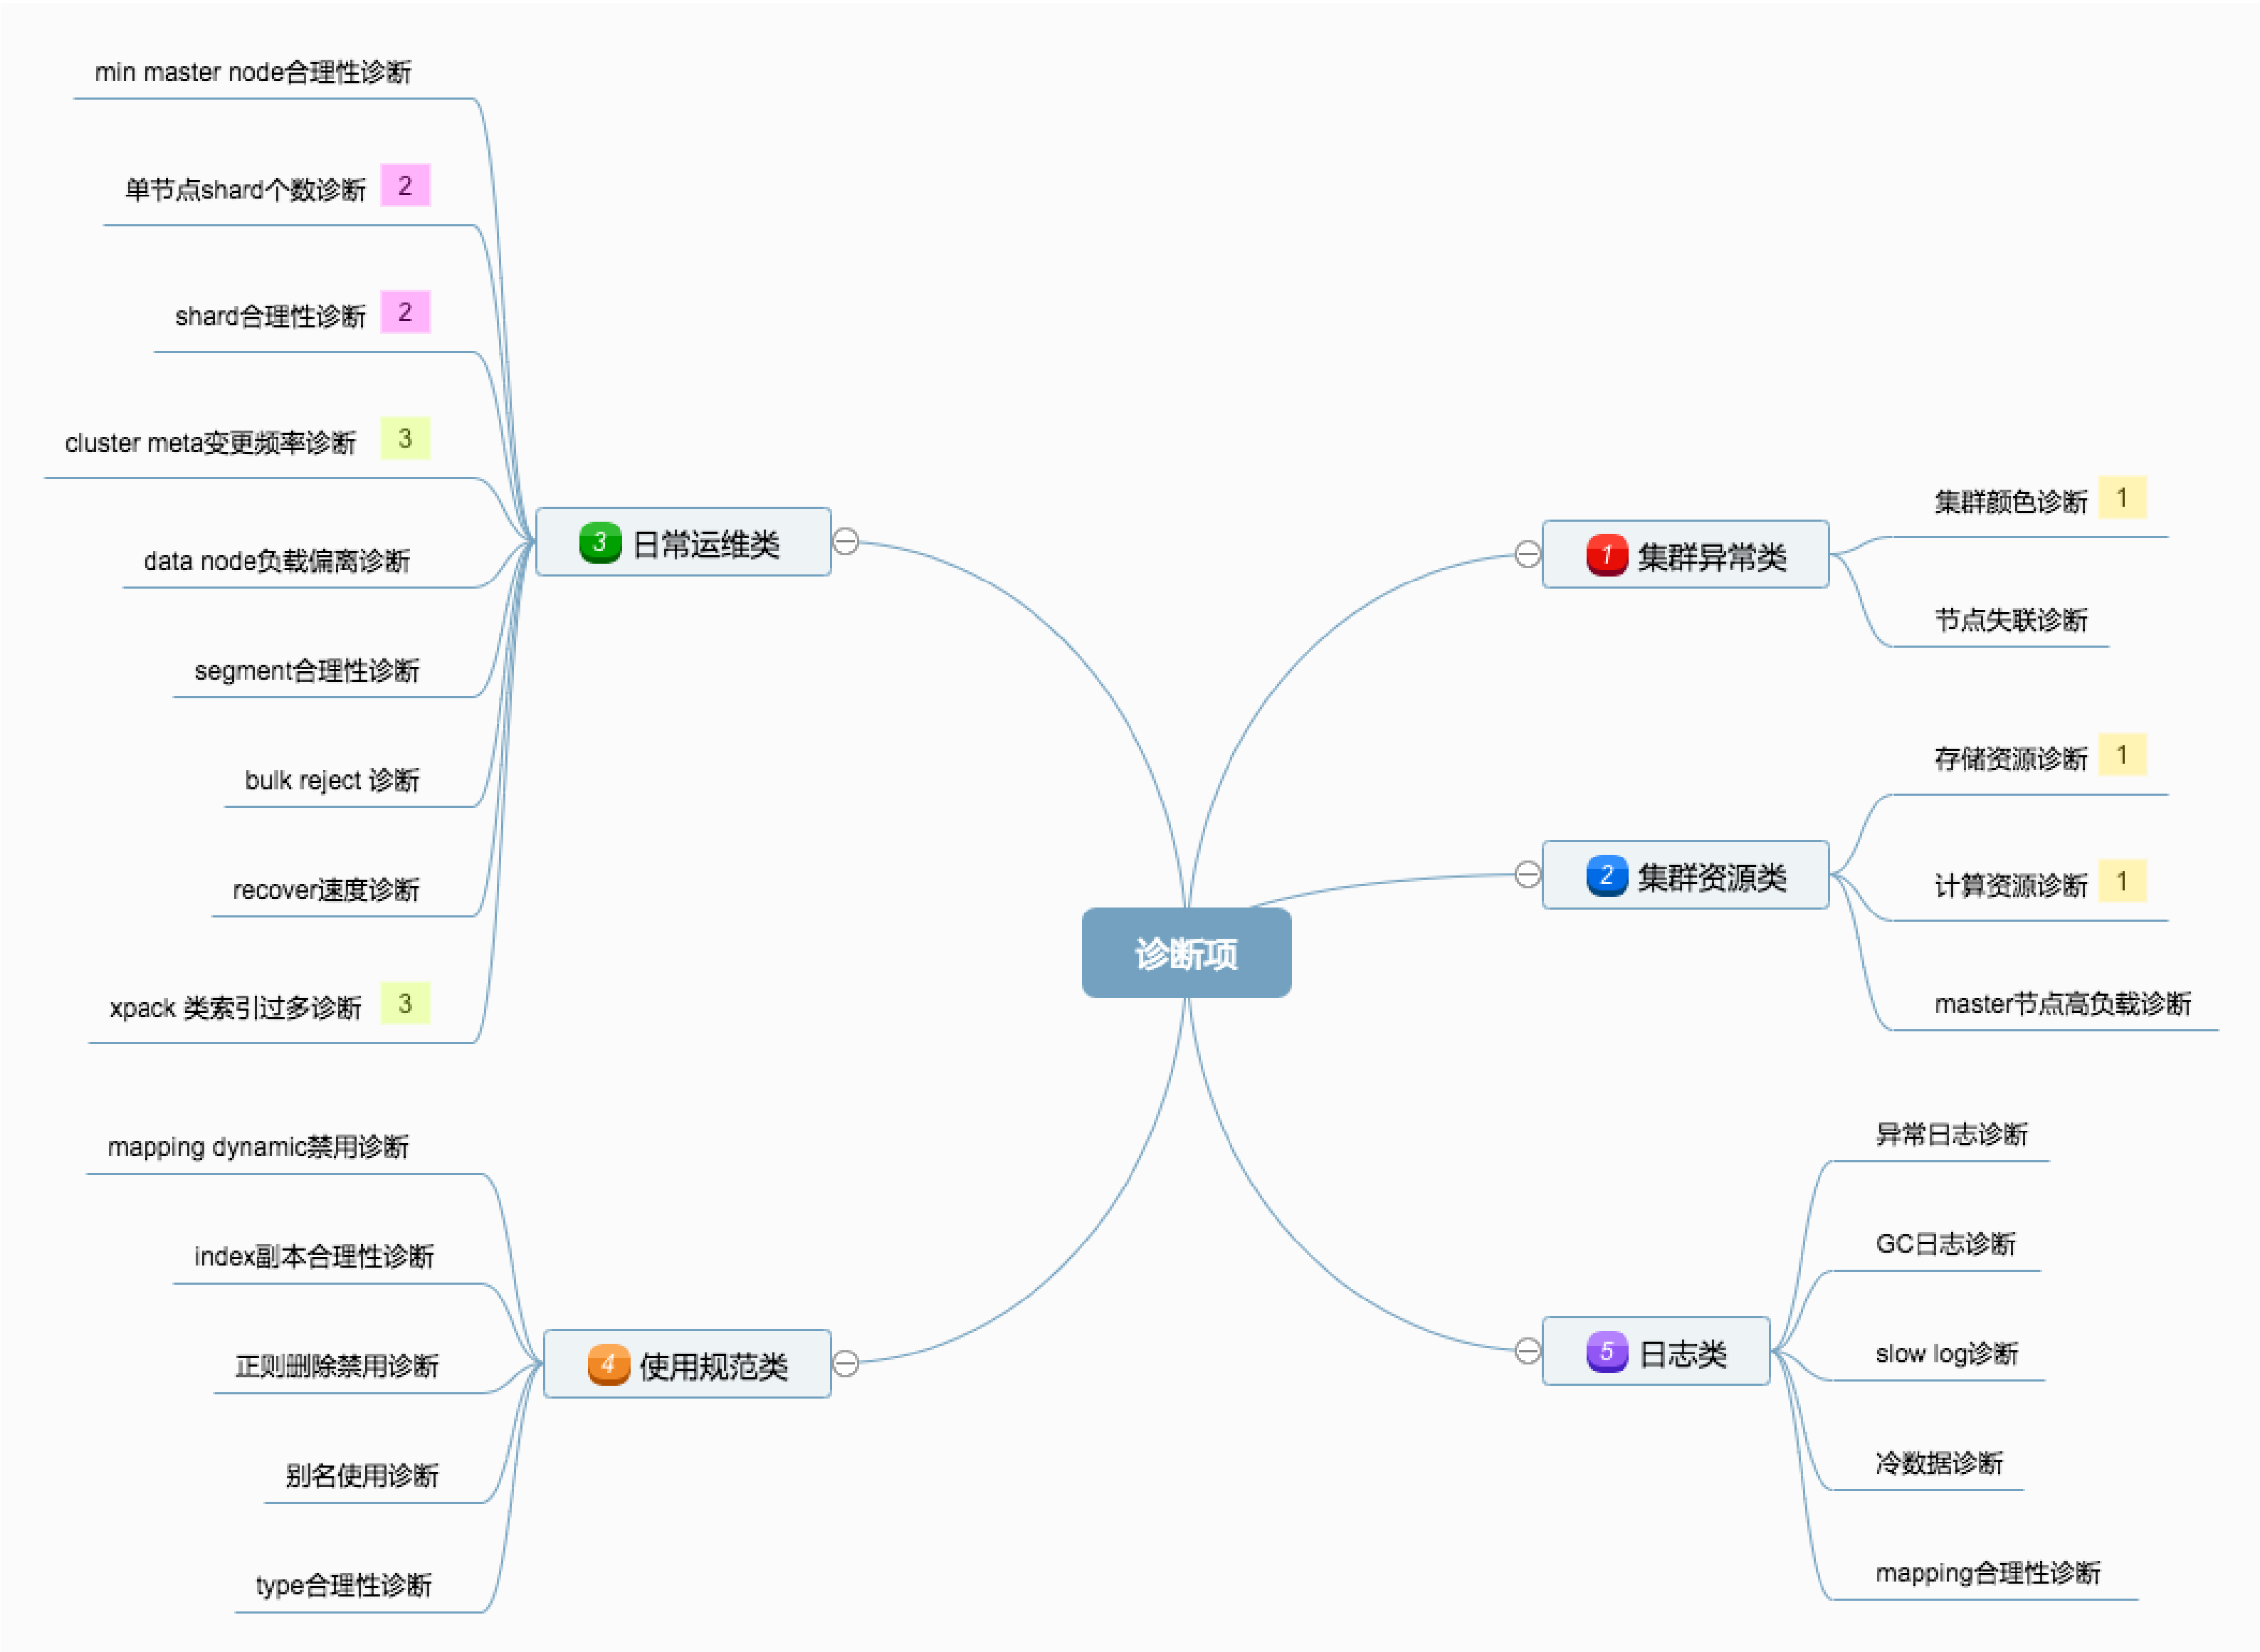 诊断项
1 集群异常类
集群颜色诊断 1
节点失联诊断
2 集群资源类
存储资源诊断 1
计算资源诊断 1
master节点高负载诊断
3 日常运维类
min master node合理性诊断
单节点shard个数诊断 2
shard合理性诊断 2
cluster meta变更频率诊断 3
data node负载偏离诊断
segment合理性诊断
bulk reject 诊断
recover速度诊断
xpack 类索引过多诊断 3
4 使用规范类
mapping dynamic禁用诊断
index副本合理性诊断
正则删除禁用诊断
别名使用诊断
type合理性诊断
5 日志类
异常日志诊断
GC日志诊断
slow log诊断
冷数据诊断
mapping合理性诊断